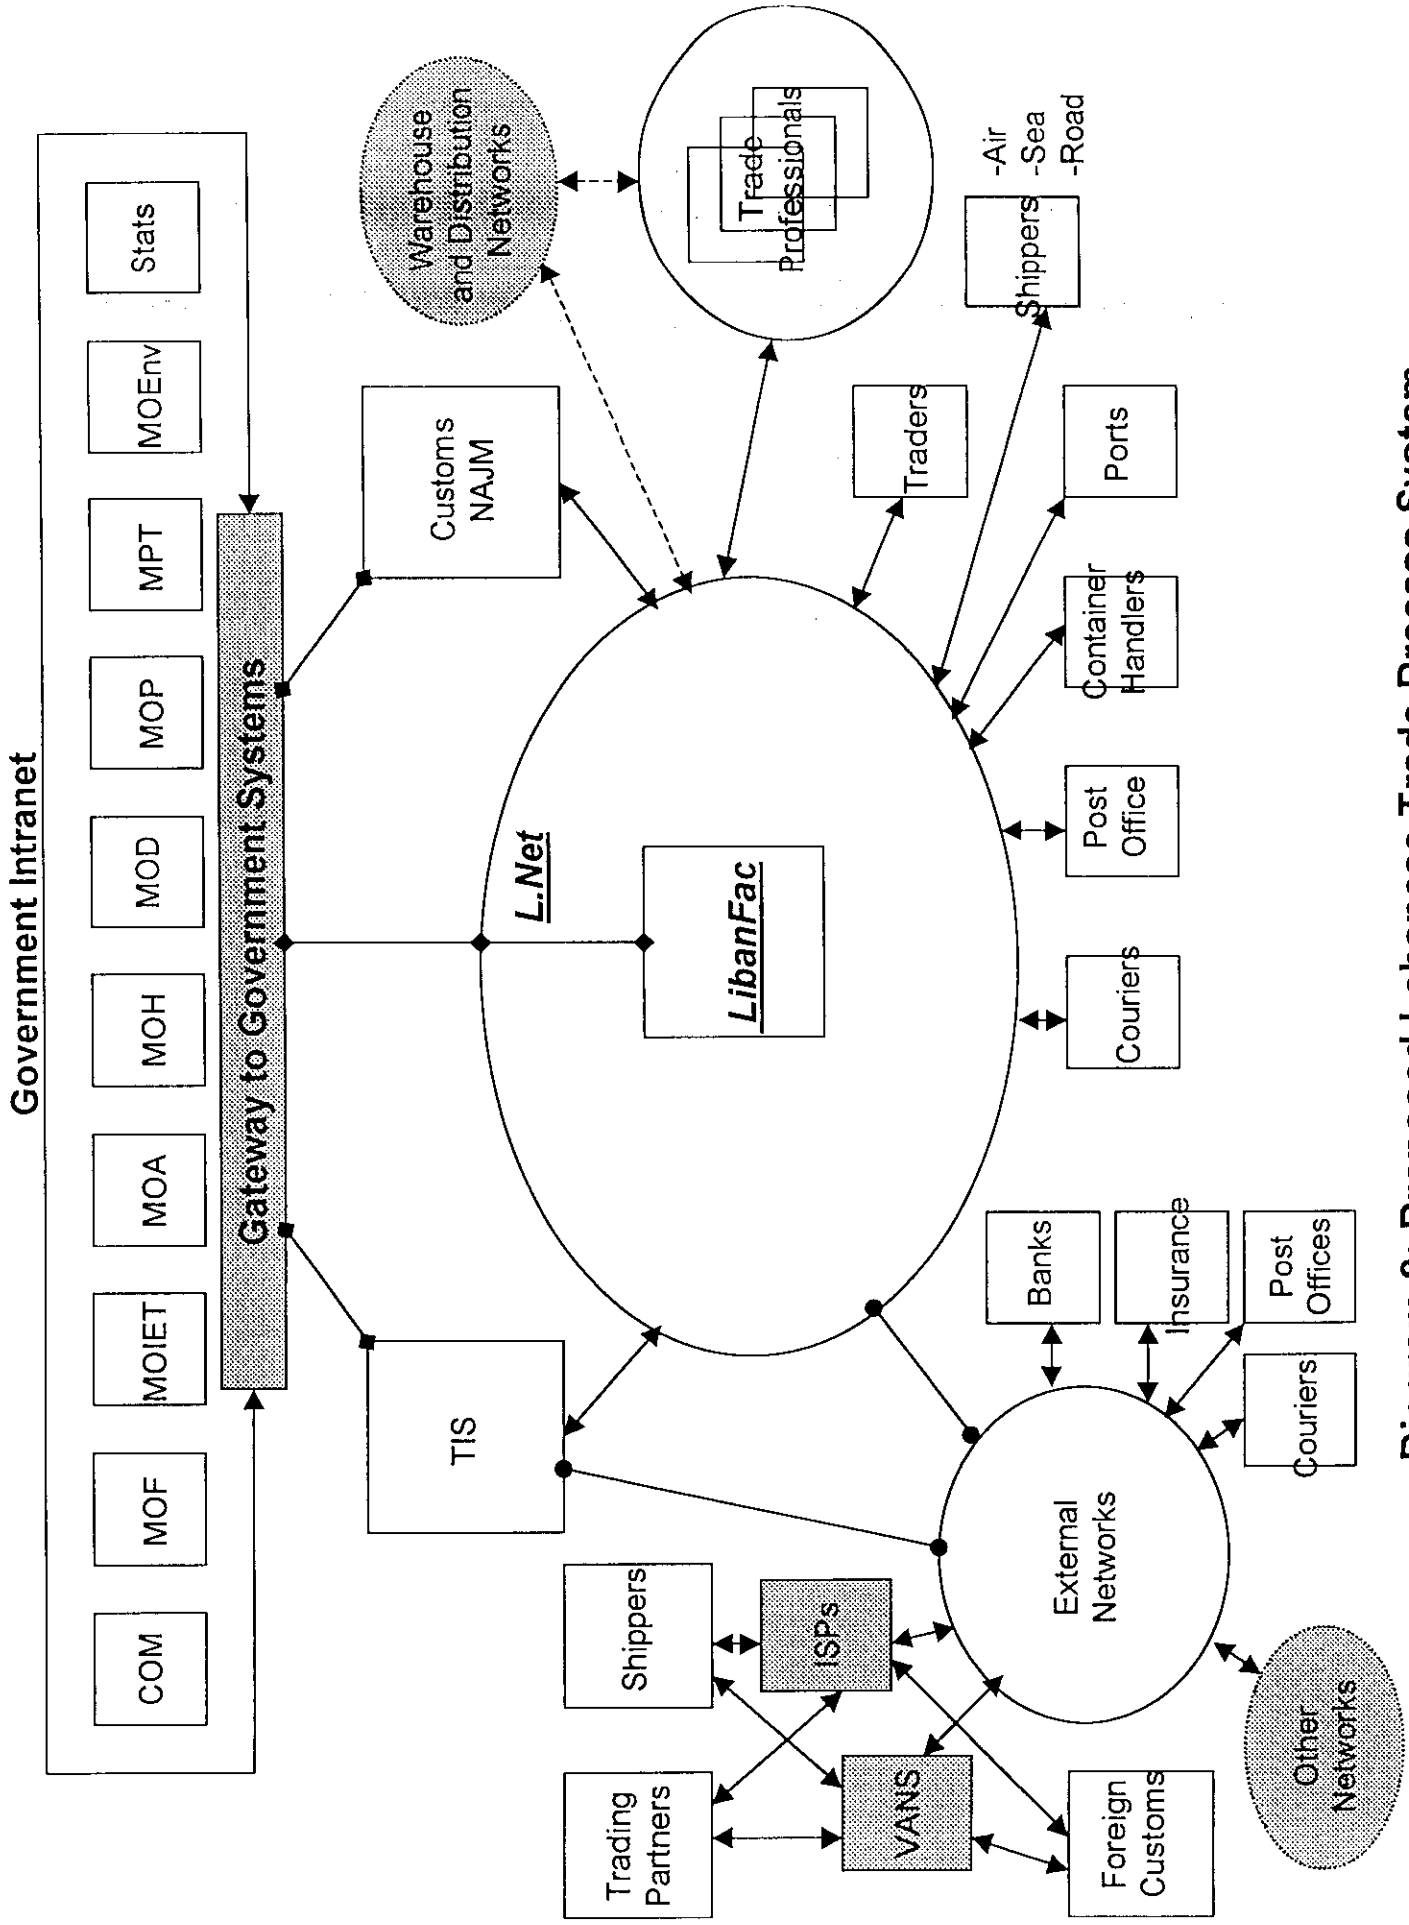 Government Intranet
COM
MOF
MOIET
MOA
MOH
MOD
MOP
MPT
MOEnv
Stats
Gateway to Government Systems
TIS
Customs
NAJM
Warehouse
and Distribution
Networks
L.Net
LibanFac
Trade
Professionals
Shippers
-Air
-Sea
-Road
Traders
Ports
Container
Handlers
Post
Office
Couriers
Banks
Insurance
Post
Offices
Couriers
External
Networks
Shippers
ISPs
Trading
Partners
VANS
Foreign
Customs
Other
Networks
Proposed Lebanese Trade Process System